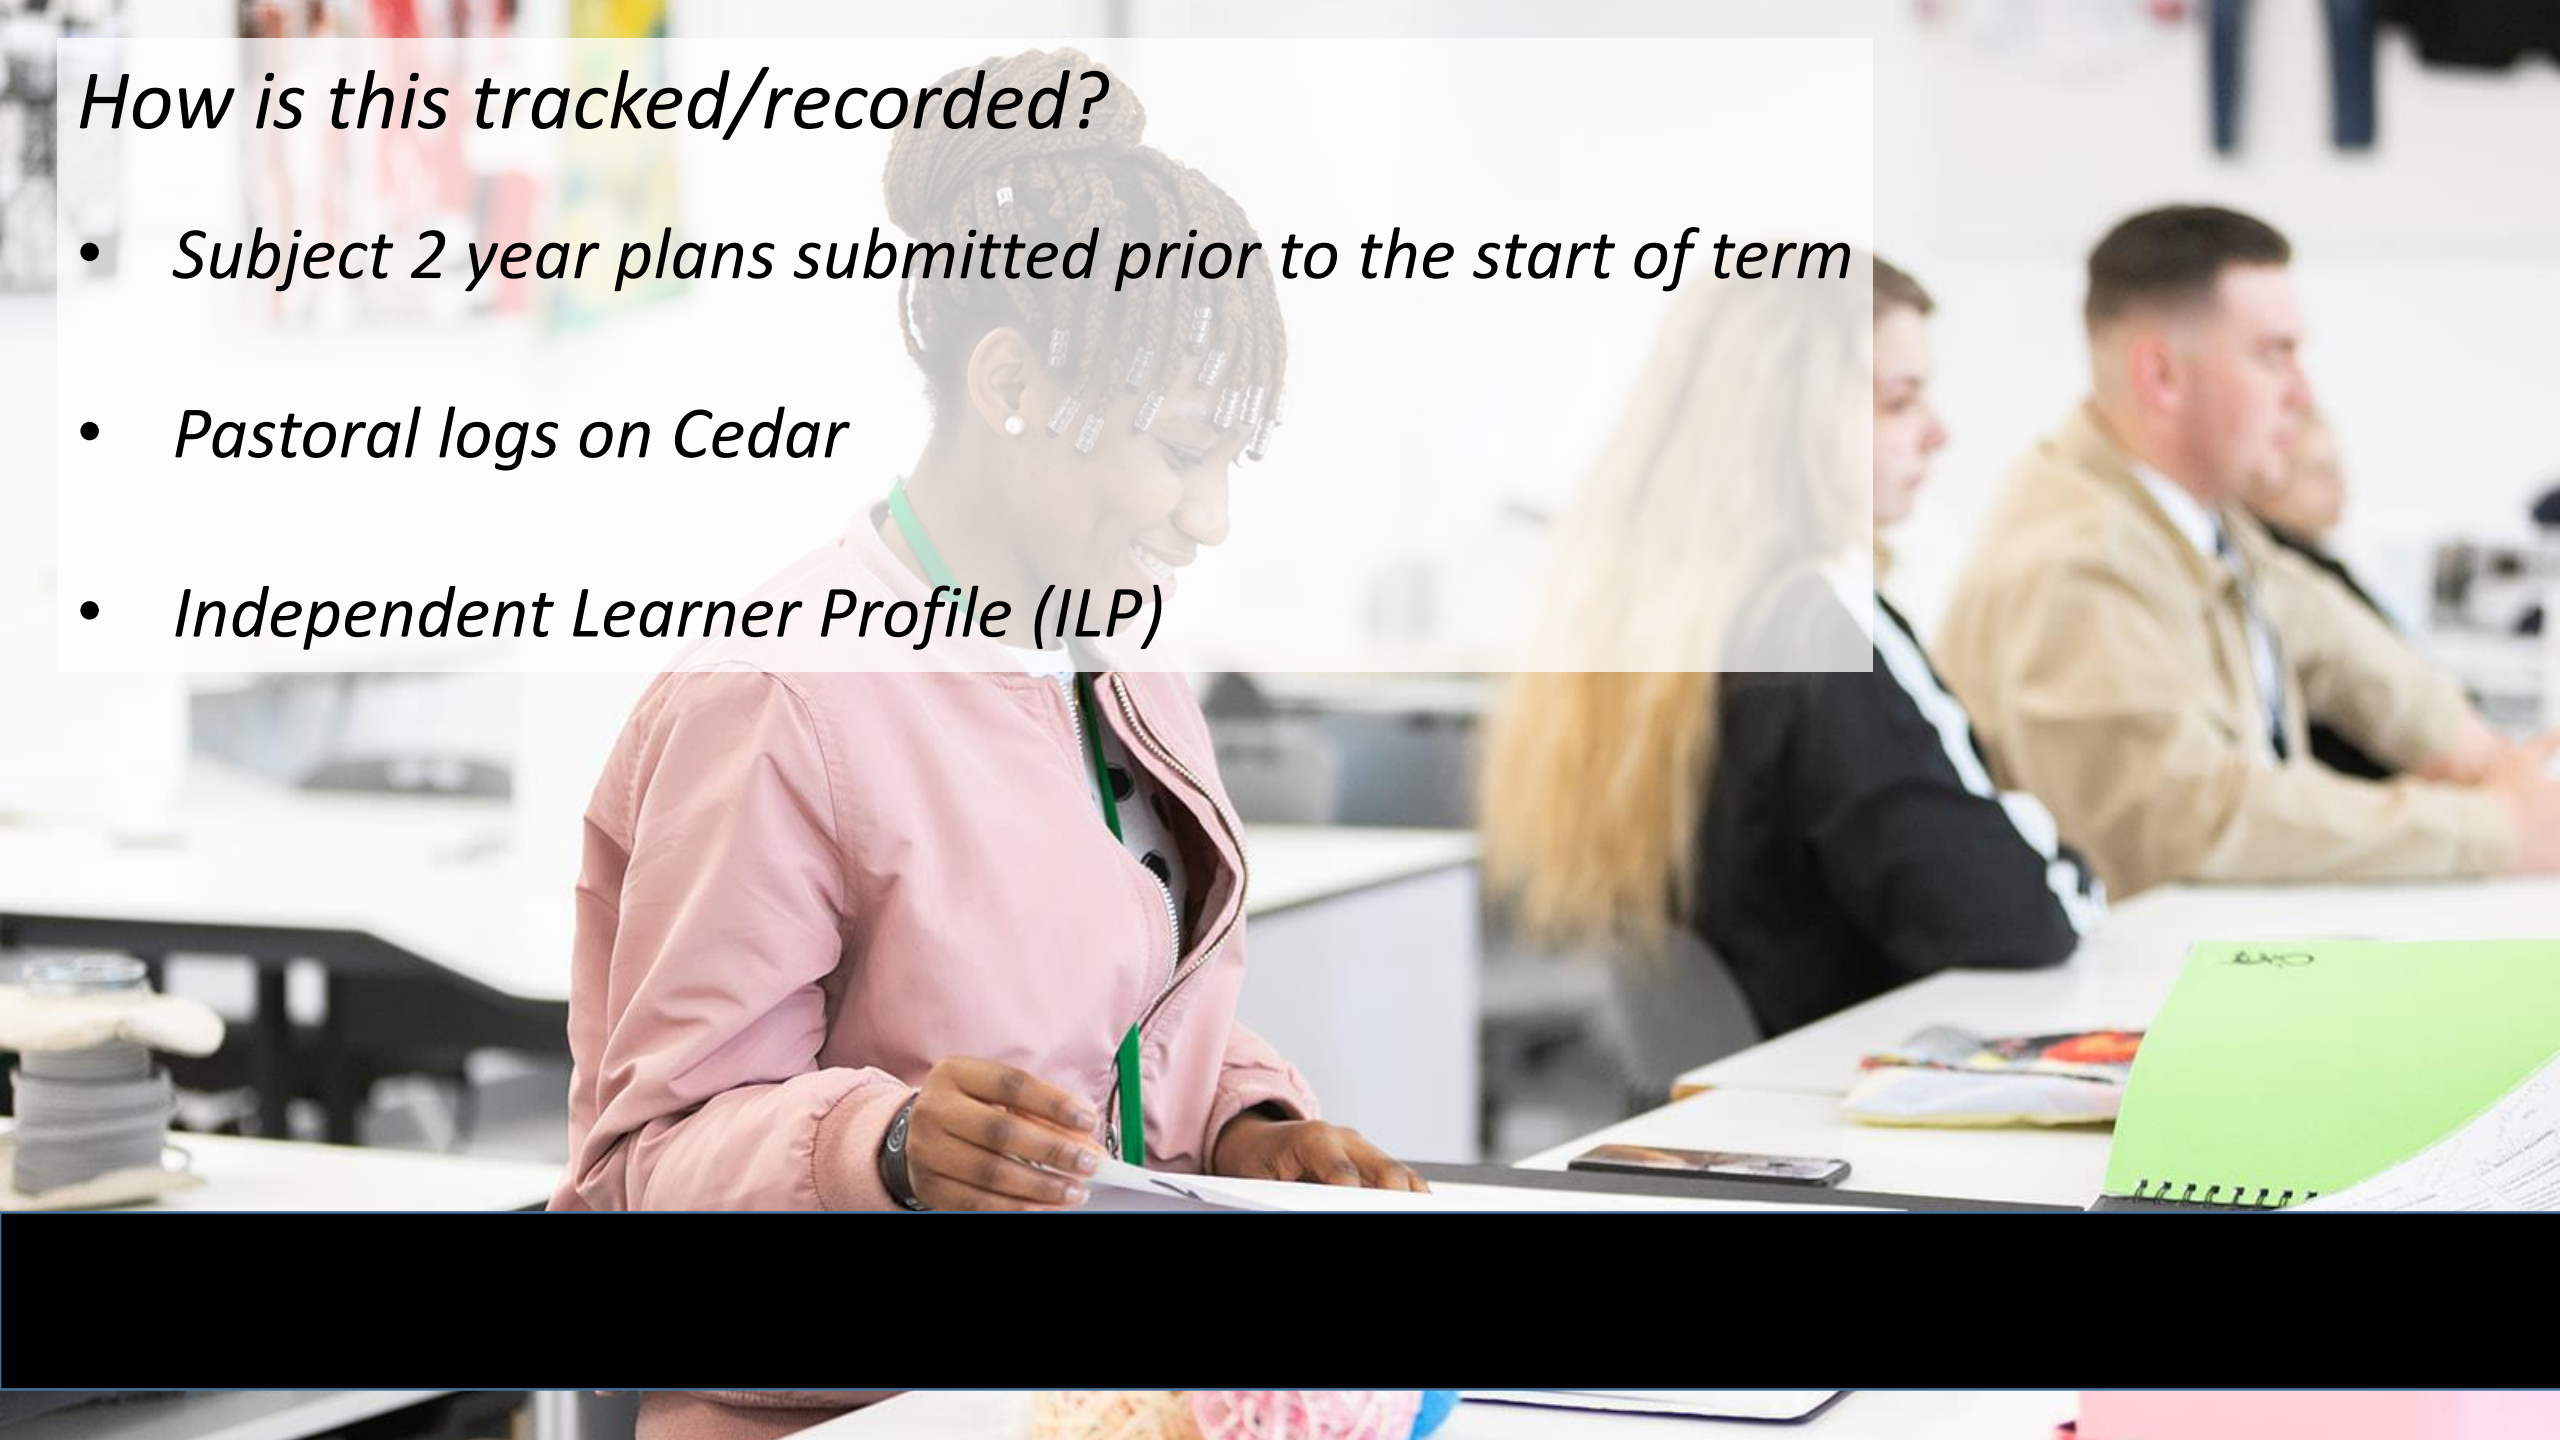 How is this tracked/recorded?
• Subject 2 year plans submitted prior to the start of term
• Pastoral logs on Cedar
• Independent Learner Profile (ILP)